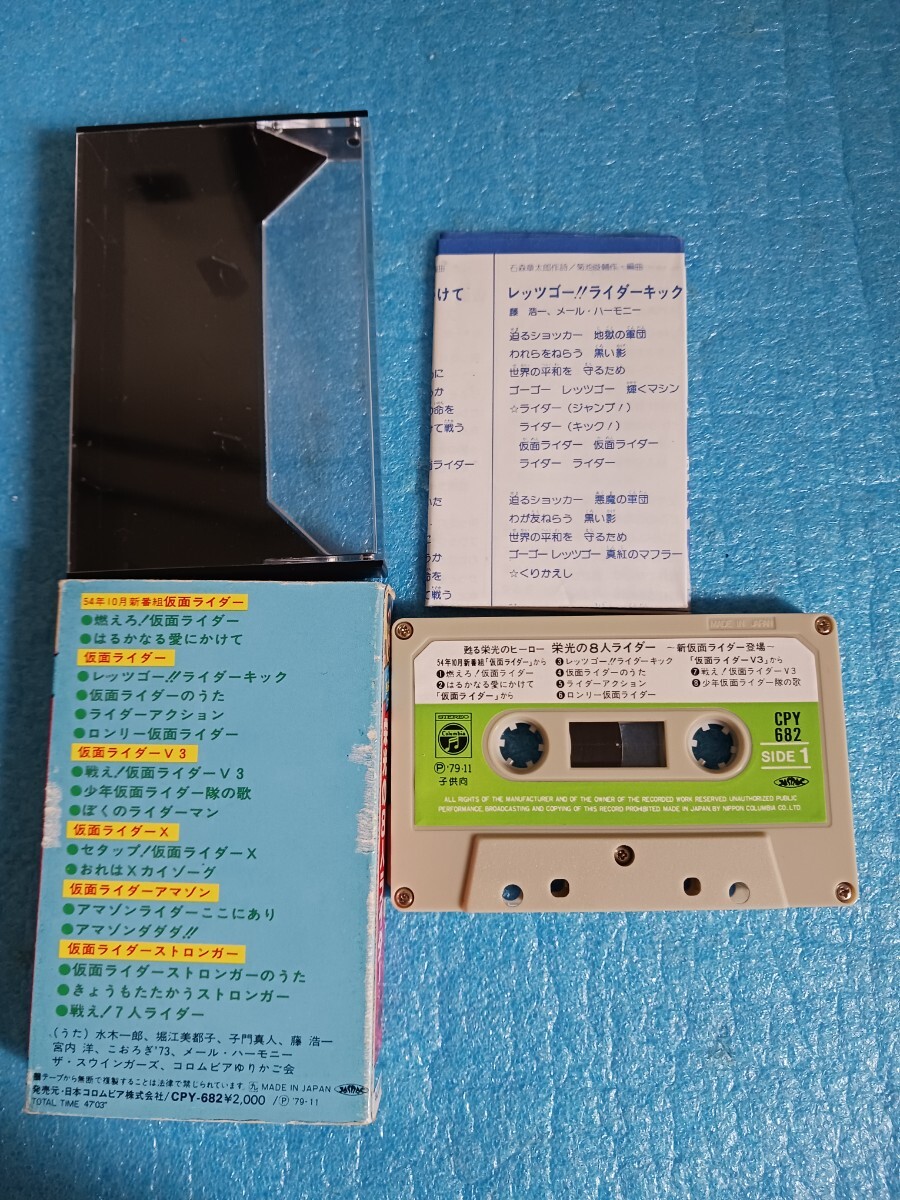 石森章太郎作詩/菊池俊輔作・編曲
レッツゴー!!ライダーキック
藤 浩一、メール・ハーモニー
迫るショッカー 地獄の軍団
われらをねらう 黒い影
世界の平和を 守るため
ゴーゴー レッツゴー 輝くマシン
☆ライダー(ジャンプ!)
ライダー(キック!)
仮面ライダー 仮面ライダー
ライダー ライダー
迫るショッカー 悪魔の軍団
わが友ねらう 黒い影
世界の平和を 守るため
ゴーゴー レッツゴー 真紅のマフラー
☆くりかえし
けて
に
か
命を
て戦う
ライダー
いた
に
うか
命を
て戦う
54年10月新番組仮面ライダー
●燃えろ!仮面ライダー
●はるかなる愛にかけて
仮面ライダー
●レッツゴー!!ライダーキック
●仮面ライダーのうた
●ライダーアクション
●ロンリー仮面ライダー
仮面ライダーV3
●戦え!仮面ライダーV3
●少年仮面ライダー隊の歌
●ぼくのライダーマン
仮面ライダーX
●セタップ!仮面ライダーX
●おれはXカイゾーグ
仮面ライダーアマゾン
●アマゾンライダーここにあり
●アマゾンダダダ!!
仮面ライダーストロンガー
●仮面ライダーストロンガーのうた
●きょうもたたかうストロンガー
●戦え!7人ライダー
(うた)水木一郎、堀江美都子、子門真人、藤 浩一
宮内 洋、こおろぎ'73、メール・ハーモニー
ザ・スウインガーズ、コロムビアゆりかご会
テープから無断で複製することは法律で禁じられています。九 MADE IN JAPAN
発売元・日本コロムビア株式会社/CPY-682¥2,000 /Ⓟ'79・11
TOTAL TIME 47'03"
MADE IN JAPAN
甦る栄光のヒーロー 栄光の8人ライダー ~新仮面ライダー登場~
54年10月新番組「仮面ライダー」から
❶燃えろ!仮面ライダー
❷はるかなる愛にかけて
「仮面ライダー」から
❸レッツゴー!!ライダーキック
❹仮面ライダーのうた
❺ライダーアクション
❻ロンリー仮面ライダー
「仮面ライダーV3」から
❼戦え!仮面ライダーV3
❽少年仮面ライダー隊の歌
STEREO
Columbia
Ⓟ'79・11
子供向
CPY
682
SIDE 1
ALL RIGHTS OF THE MANUFACTURER AND OF THE OWNER OF THE RECORDED WORK RESERVED. UNAUTHORIZED PUBLIC
PERFORMANCE, BROADCASTING AND COPYING OF THIS RECORD PROHIBITED. MADE IN JAPAN, BY NIPPON COLUMBIA CO., LTD.